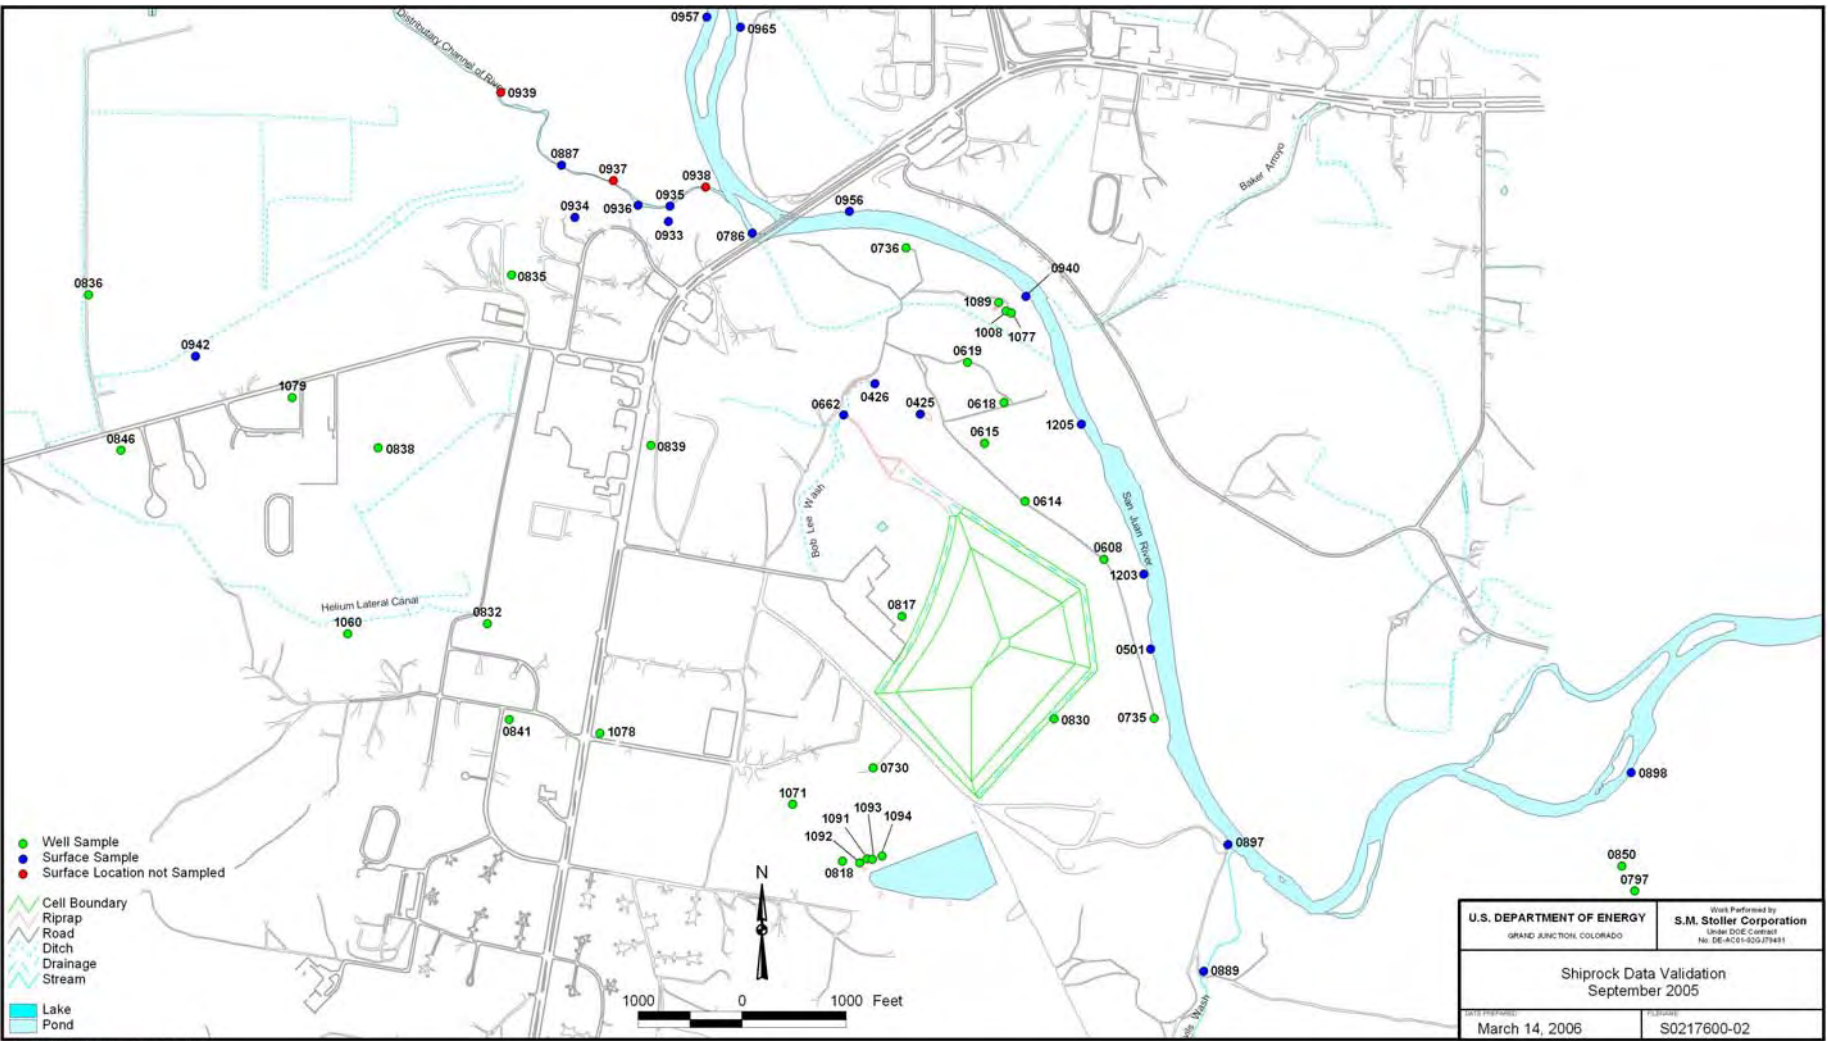 0957
0965
Distributary Channel of River
0939
0887
0937
0938
0935
0936
0934
0933
0786
0956
0736
0940
Baker Arroyo
0836
0835
1089
1008
1077
0942
0619
1079
0426
0425
0662
0618
1205
0846
0838
0839
0615
0614
San Juan River
Bob Lee Wash
0608
1203
Helium Lateral Canal
1060
0832
0817
0501
0841
1078
0830
0735
0730
0898
1071
1093
1091
1094
1092
0818
0897
0850
0797
0889
Well Sample
Surface Sample
Surface Location not Sampled
Cell Boundary
Riprap
Road
Ditch
Drainage
Stream
Lake
Pond
N
1000 0 1000 Feet
U.S. DEPARTMENT OF ENERGY
GRAND JUNCTION, COLORADO
Work Performed by
S.M. Stoller Corporation
Under DOE Contract
Shiprock Data Validation
September 2005
DATE PREPARED:
March 14, 2006
FILENAME:
S0217600-02